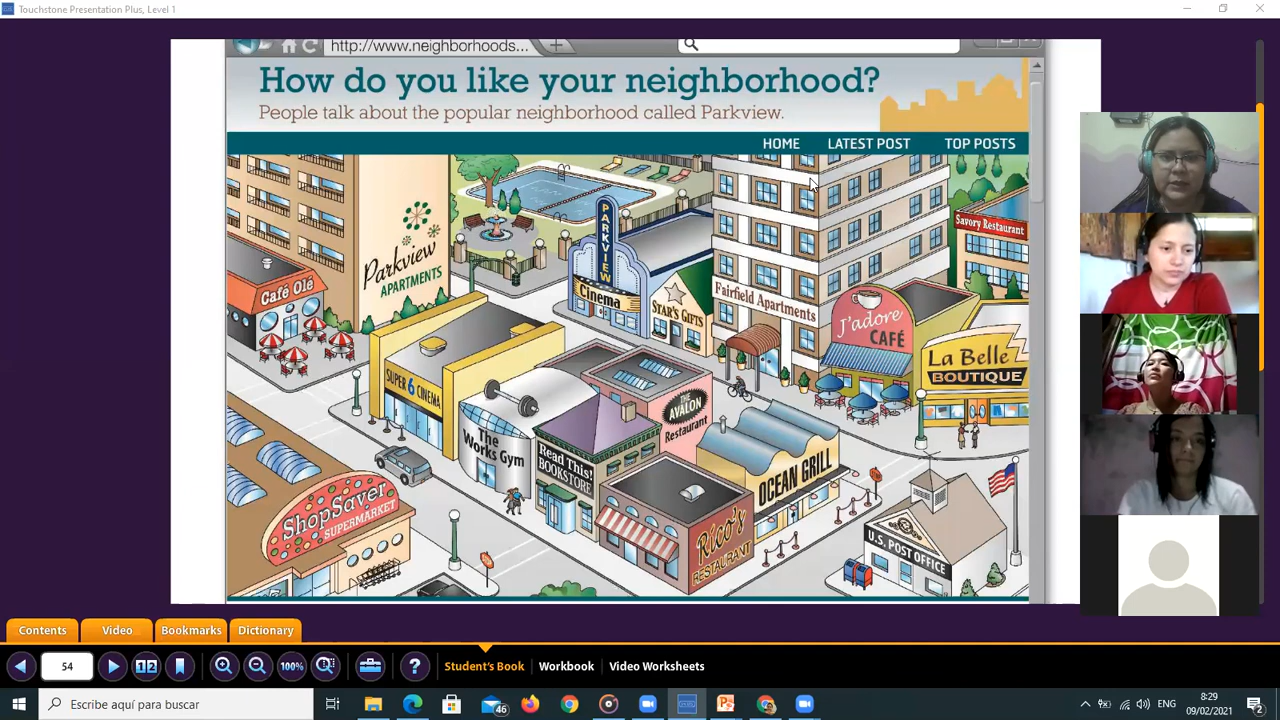 Touchstone Presentation Plus, Level 1
http://www.neighborhoods...
How do you like your neighborhood?
People talk about the popular neighborhood called Parkview.
HOME LATEST POST TOP POSTS
Parkview
APARTMENTS
PARKVIEW
Cinema
STAR'S GIFTS
Fairfield Apartments
Savory Restaurant
Café Olé
J'adore
CAFÉ
La Belle
BOUTIQUE
SUPER 6 CINEMA
The
Works Gym
THE
AVALON
Restaurant
Read This!
BOOKSTORE
OCEAN GRILL
ShopSaver
SUPERMARKET
Rico's
RESTAURANT
U.S. POST OFFICE
Contents Video Bookmarks Dictionary
54 12 100% ? Student's Book Workbook Video Worksheets
Escribe aquí para buscar
46
ENG
8:29
09/02/2021
2